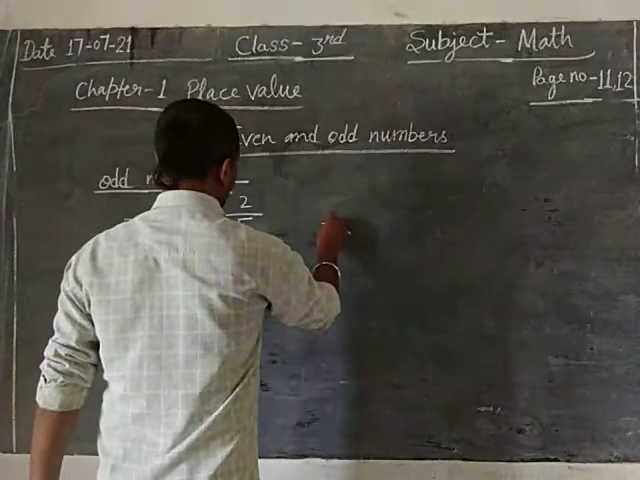 Date 17-07-21 Class- 3rd Subject- Math
Chapter-1 Place value Page no-11,12
Even and odd numbers
odd
2